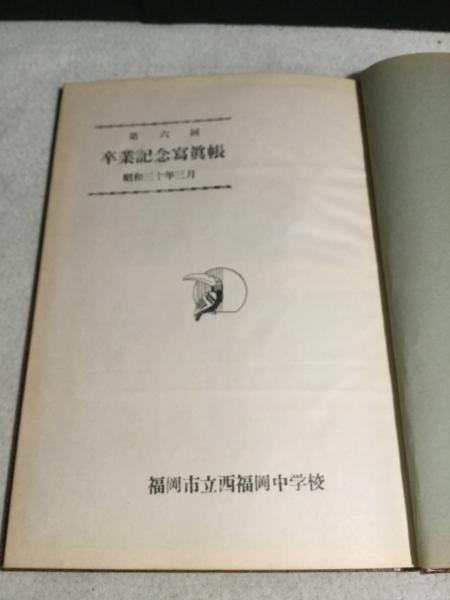 第六回
卒業記念寫眞帳
昭和三十年三月
福岡市立西福岡中学校